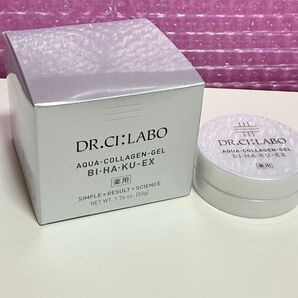 DR.CI:LABO
AQUA-COLLAGEN-GEL
BI・HA・KU・EX
薬用
SIMPLE + RESULT + SCIENCE
NET WT. 1.76 oz. [50g]
DR.CI:LABO
AQUA-COLLAGEN-GEL
BI・HA・KU・EX
薬用